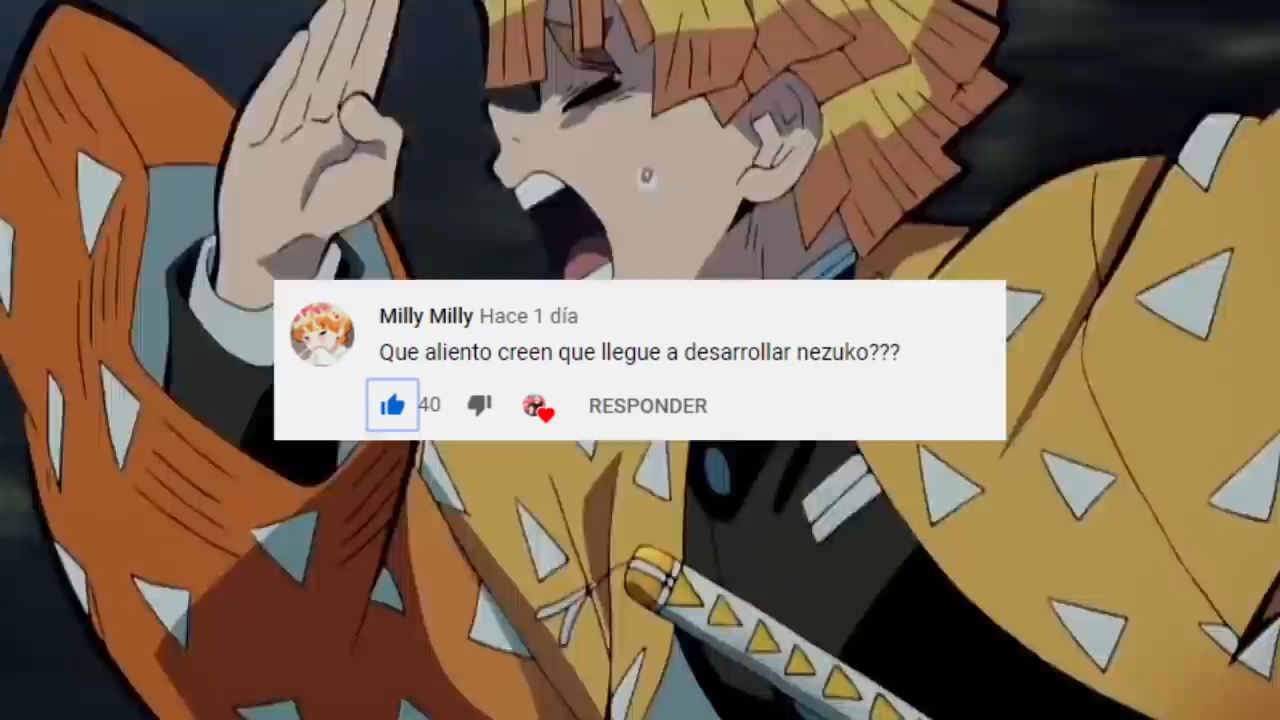 Milly Milly Hace 1 día
Que aliento creen que llegue a desarrollar nezuko???
40 RESPONDER